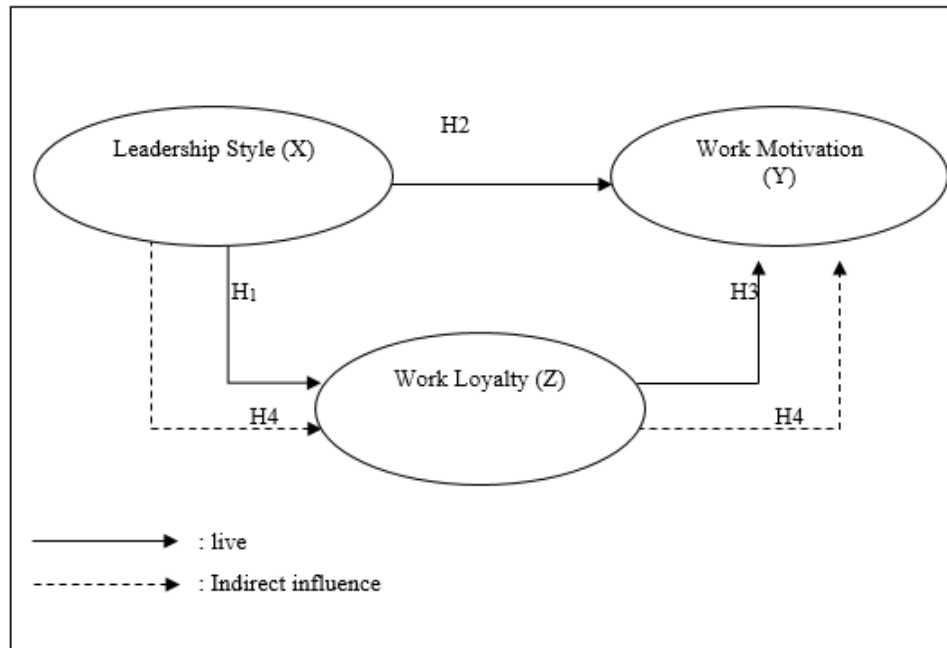 H2
Leadership Style (X)
Work Motivation
(Y)
H₁
H3
Work Loyalty (Z)
H4
H4
: live
: Indirect influence